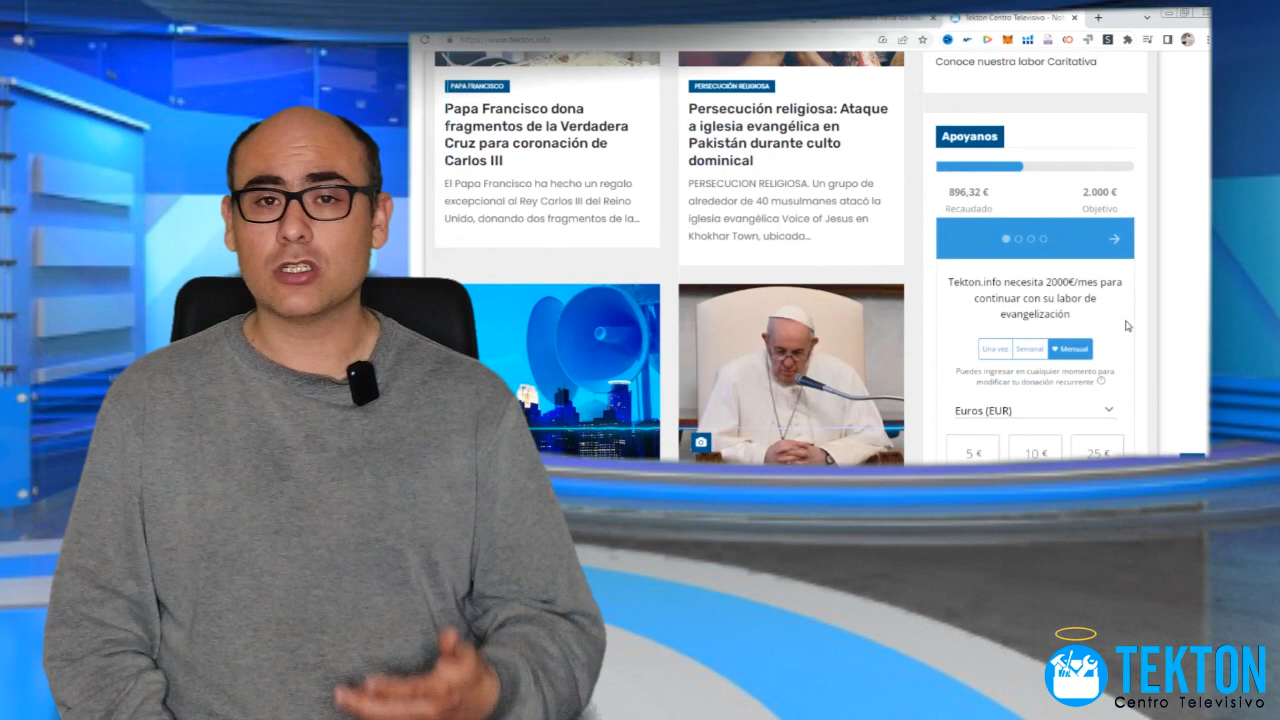 Tekton Centro Televisivo - Not
https://www.tekton.info
PAPA FRANCISCO
Papa Francisco dona
fragmentos de la Verdadera
Cruz para coronación de
Carlos III
El Papa Francisco ha hecho un regalo
excepcional al Rey Carlos III del Reino
Unido, donando dos fragmentos de la...
PERSECUCIÓN RELIGIOSA
Persecución religiosa: Ataque
a iglesia evangélica en
Pakistán durante culto
dominical
PERSECUCION RELIGIOSA. Un grupo de
alrededor de 40 musulmanes atacó la
iglesia evangélica Voice of Jesus en
Khokhar Town, ubicada...
Conoce nuestra labor Caritativa
Apoyanos
896,32 € 2.000 €
Recaudado Objetivo
Tekton.info necesita 2000€/mes para
continuar con su labor de
evangelización
Una vez Semanal Mensual
Puedes ingresar en cualquier momento para
modificar tu donación recurrente
Euros (EUR)
5 € 10 € 25 €
TEKTON
Centro Televisivo